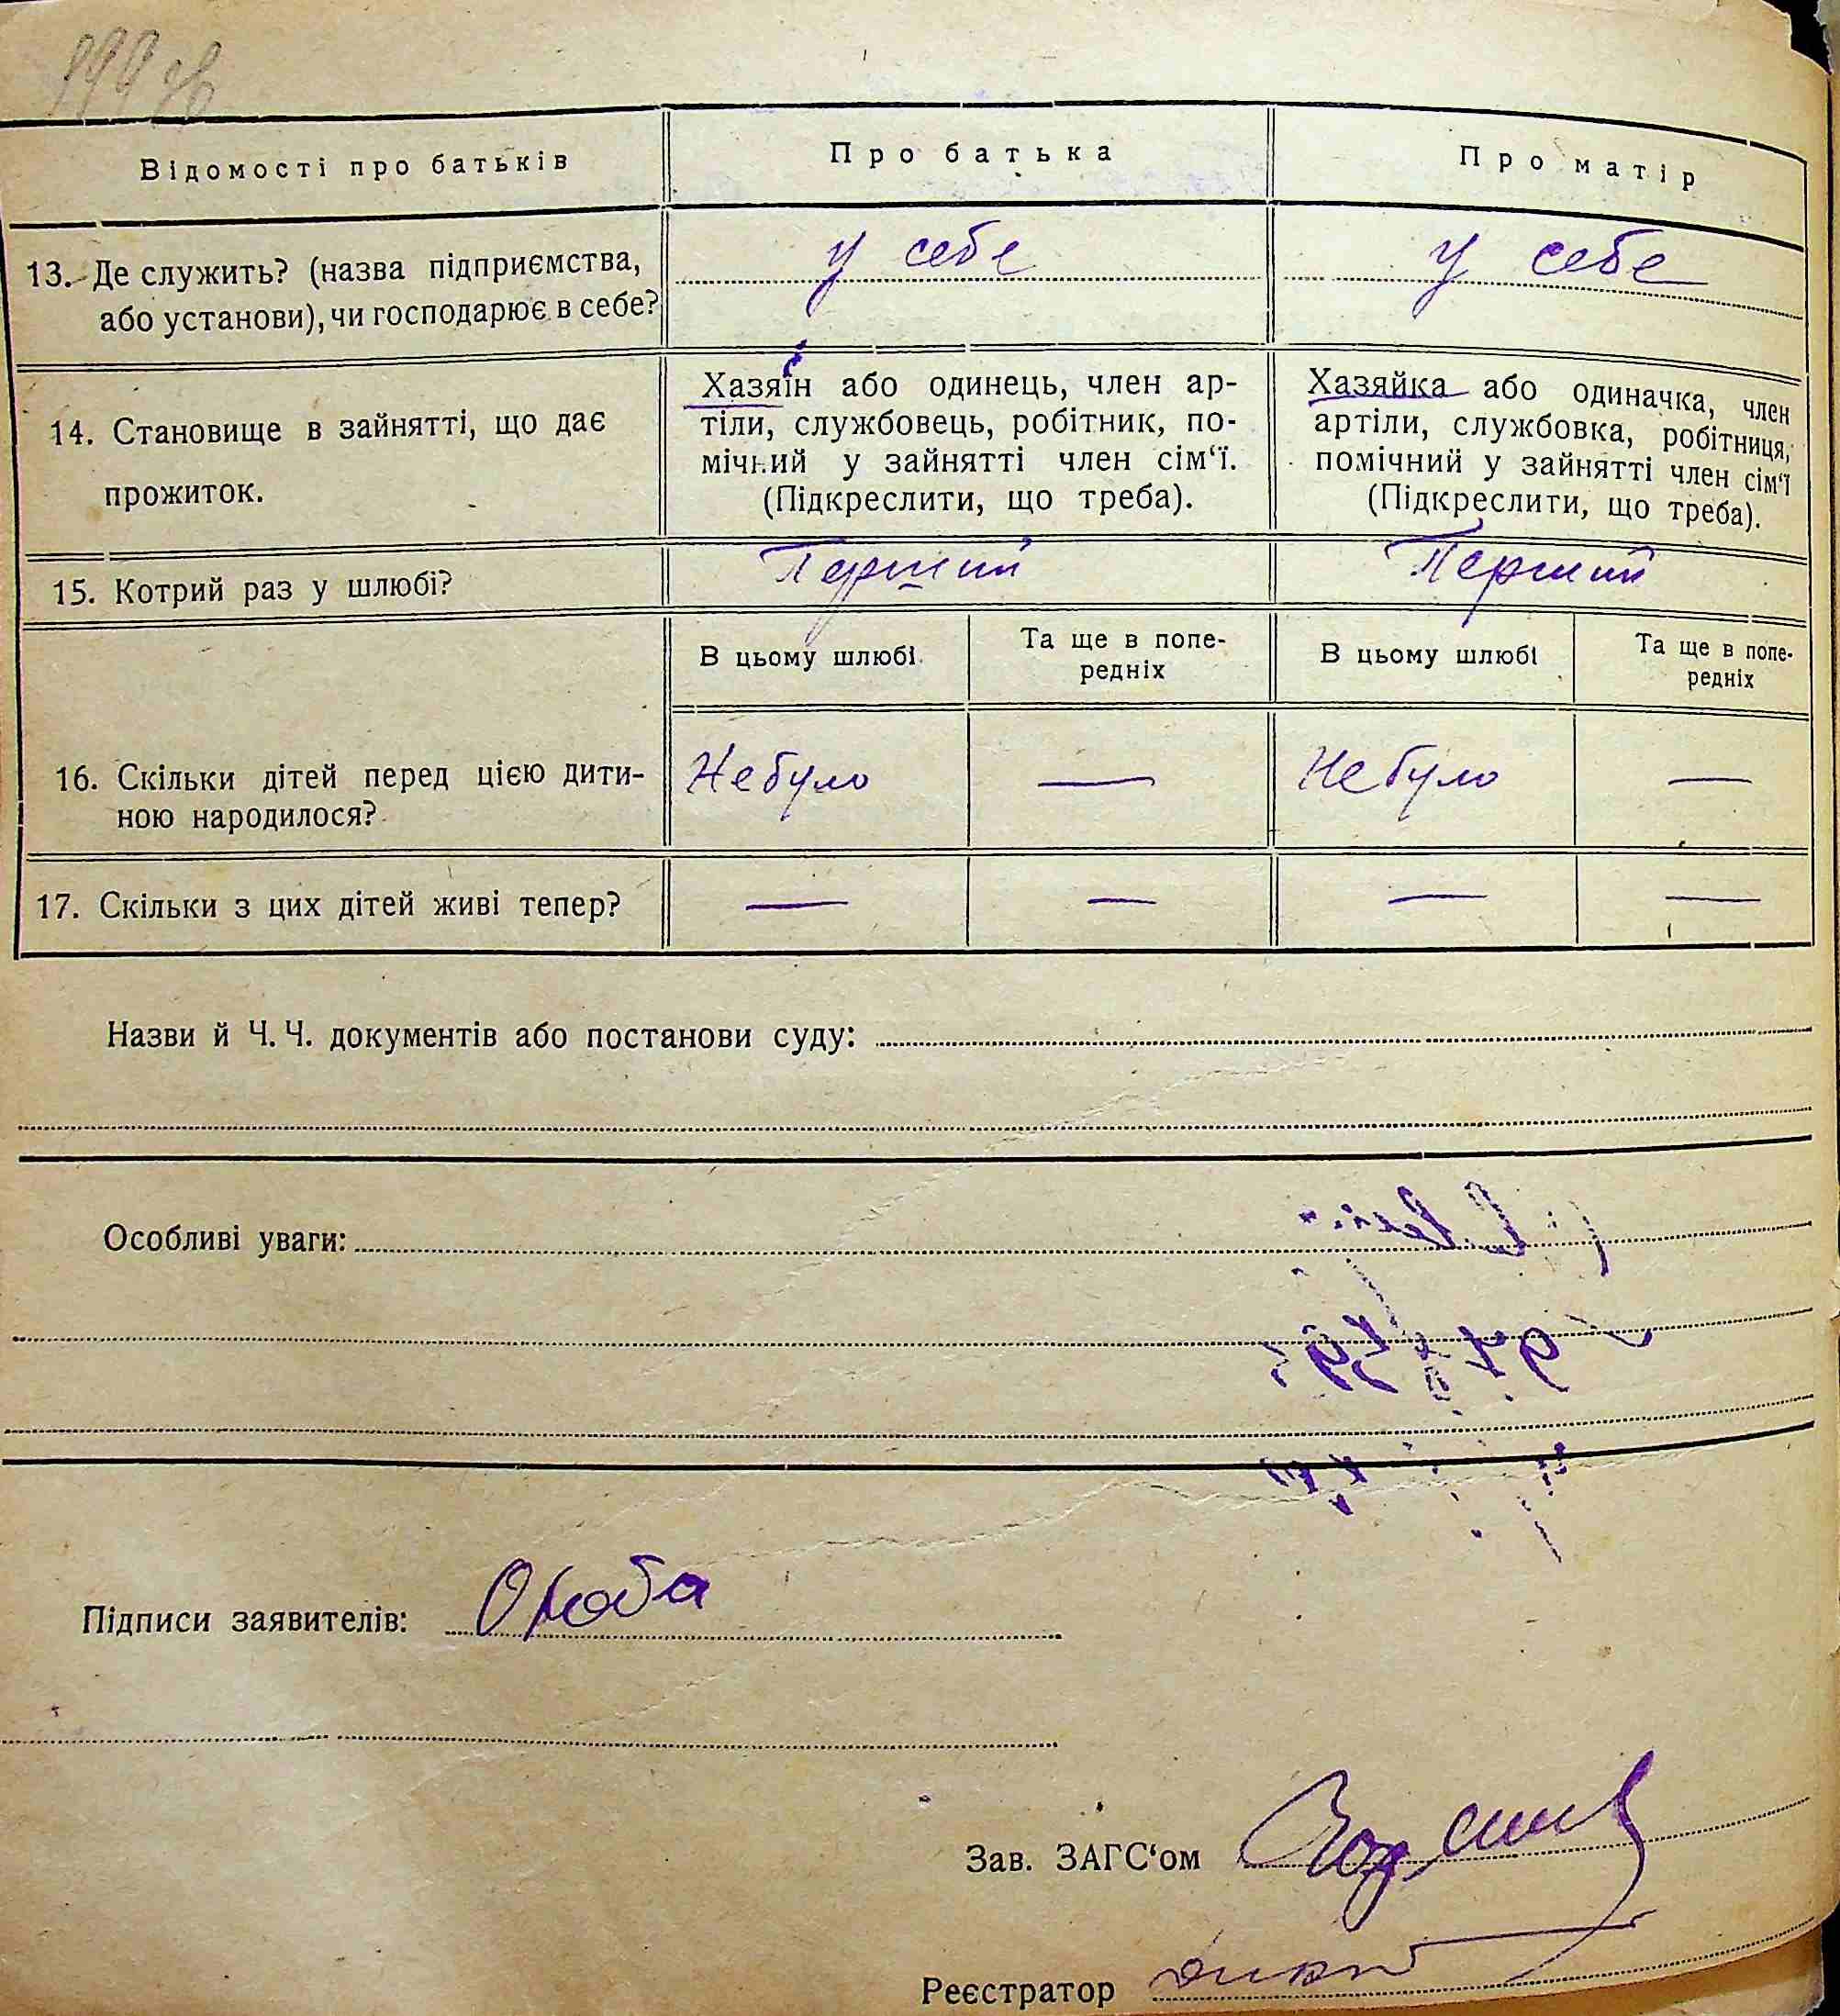 199 зв
Відомості про батьків
Про батька
Про матір
13. Де служить? (назва підприємства,
або установи), чи господарює в себе?
у себе
у себе
14. Становище в зайнятті, що дає
прожиток.
Хазяїн або одинець, член ар-
тіли, службовець, робітник, по-
мічний у зайнятті член сім‘ї.
(Підкреслити, що треба).
Хазяйка або одиначка, член
артіли, службовка, робітниця,
помічний у зайнятті член сім‘ї
(Підкреслити, що треба).
15. Котрий раз у шлюбі?
Перший
Перший
В цьому шлюбі
Та ще в попе-
редніх
В цьому шлюбі
Та ще в попе-
редніх
16. Скільки дітей перед цією дити-
ною народилося?
Небуло
—
Небуло
—
17. Скільки з цих дітей живі тепер?
—
—
—
—
Назви й Ч. Ч. документів або постанови суду:
Особливі уваги:
Підписи заявителів:
Зав. ЗАГС‘ом
Реєстратор